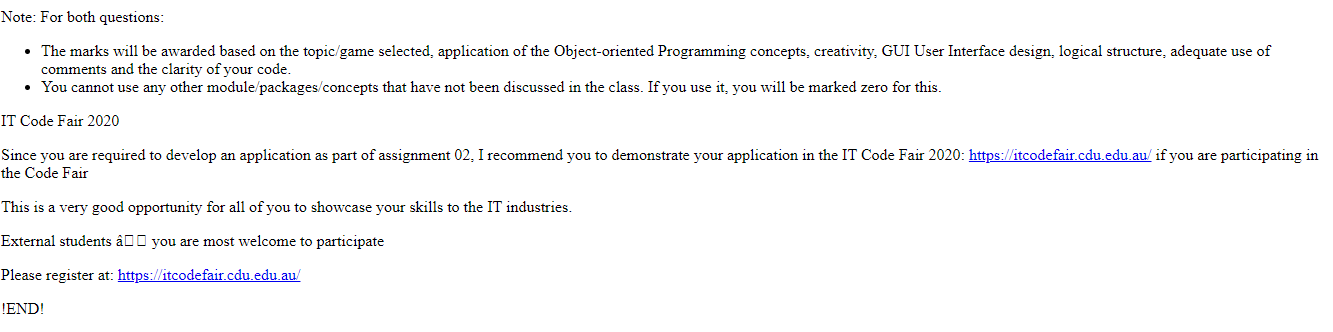 Note: For both questions:
• The marks will be awarded based on the topic/game selected, application of the Object-oriented Programming concepts, creativity, GUI User Interface design, logical structure, adequate use of
comments and the clarity of your code.
• You cannot use any other module/packages/concepts that have not been discussed in the class. If you use it, you will be marked zero for this.
IT Code Fair 2020
Since you are required to develop an application as part of assignment 02, I recommend you to demonstrate your application in the IT Code Fair 2020: https://itcodefair.cdu.edu.au/ if you are participating in
the Code Fair
This is a very good opportunity for all of you to showcase your skills to the IT industries.
External students â□□ you are most welcome to participate
Please register at: https://itcodefair.cdu.edu.au/
!END!